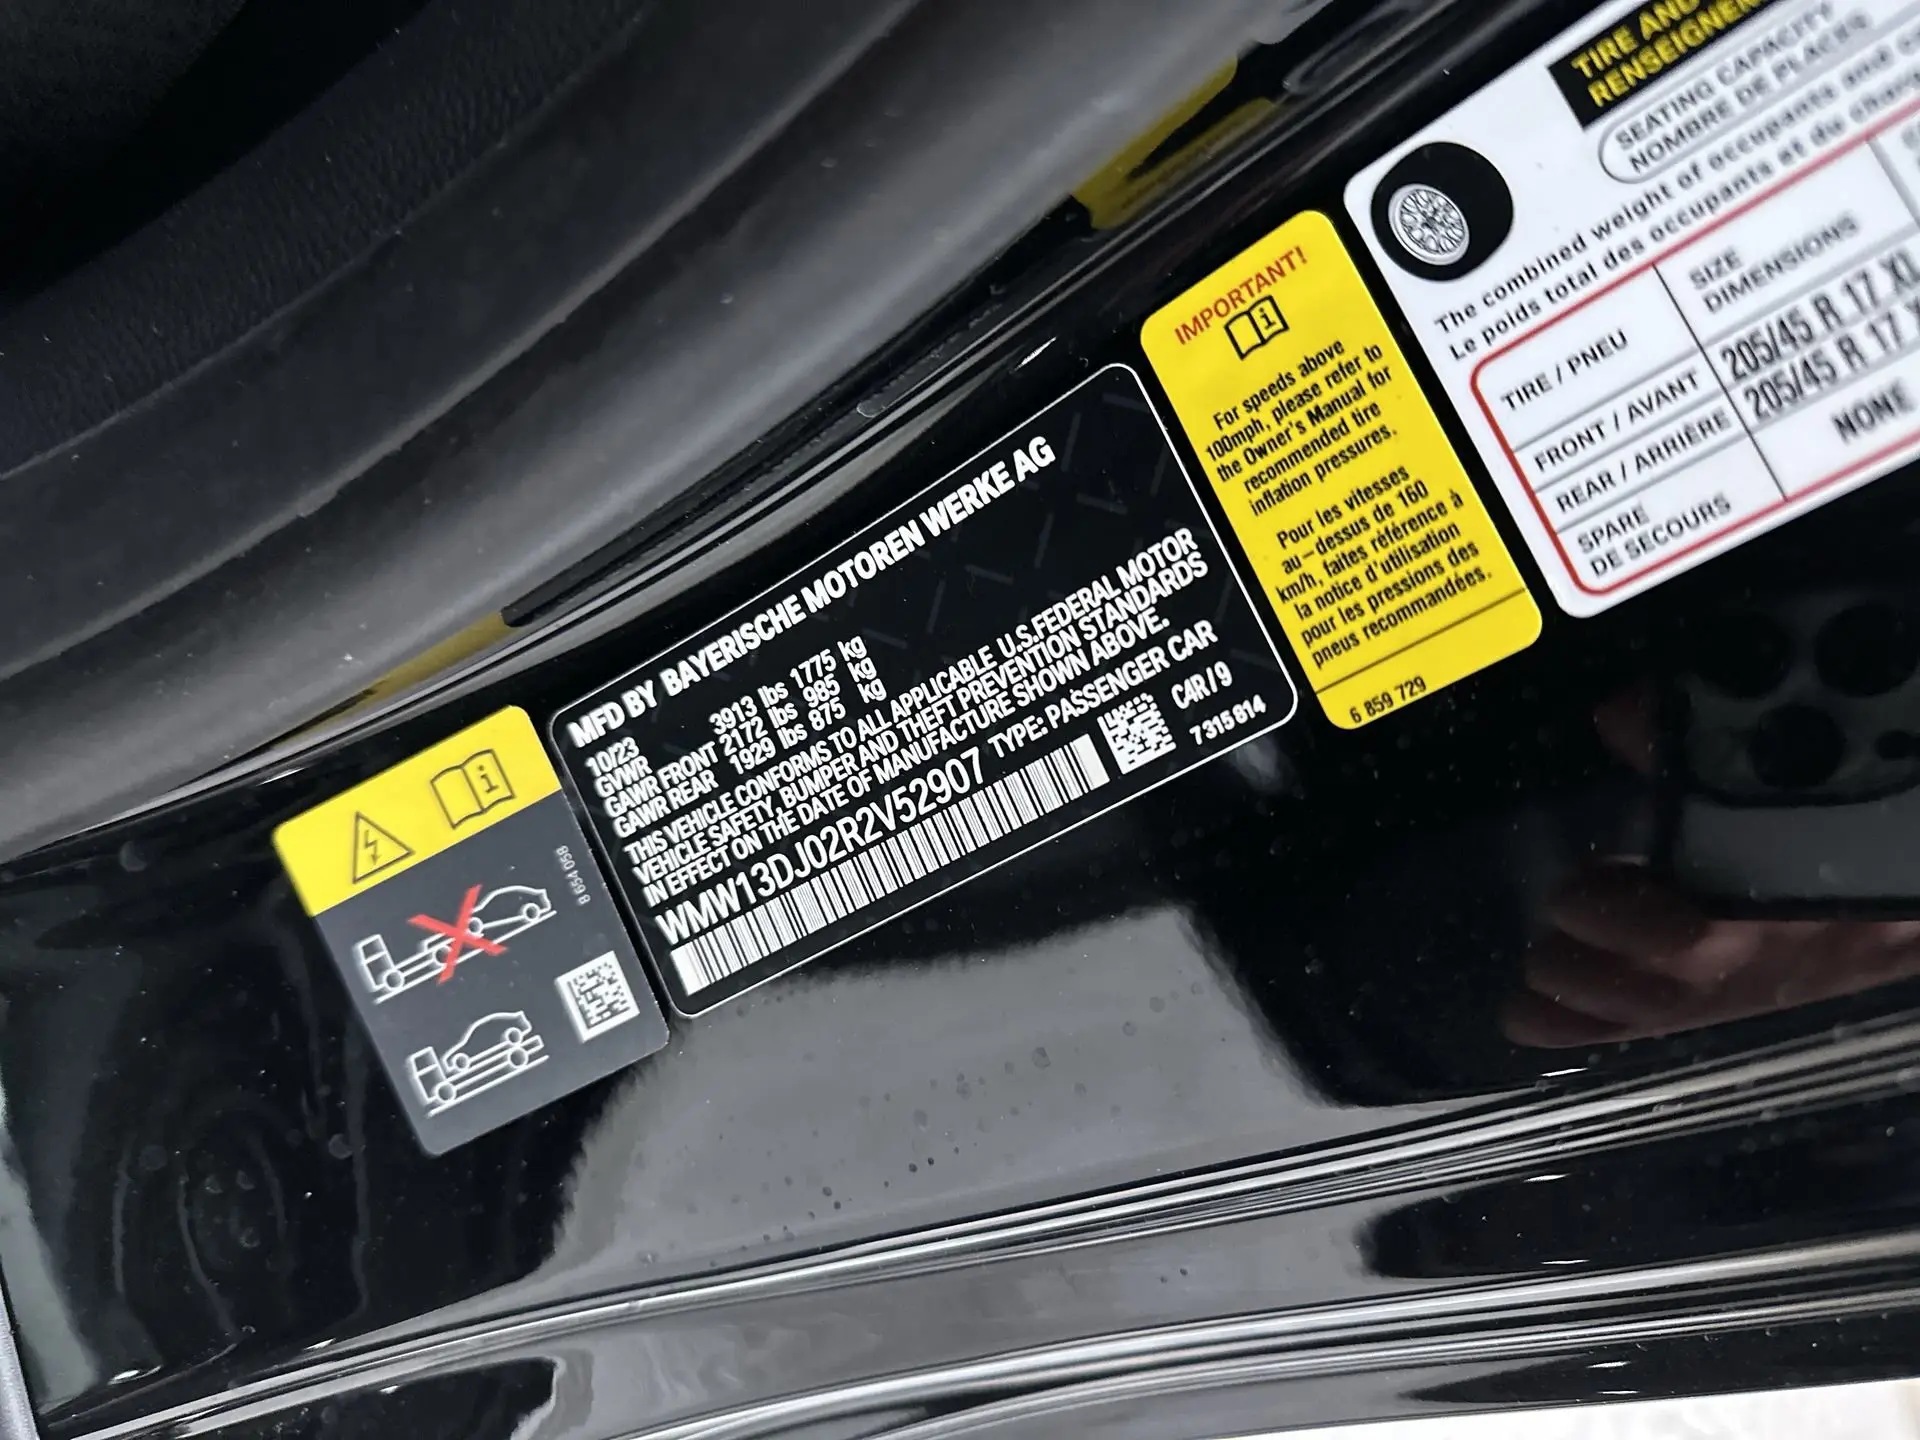 8 654 058
MFD BY BAYERISCHE MOTOREN WERKE AG
10/23
GVWR 3913 lbs 1775 kg
GAWR FRONT 2172 lbs 985 kg
GAWR REAR 1929 lbs 875 kg
THIS VEHICLE CONFORMS TO ALL APPLICABLE U.S.FEDERAL MOTOR
VEHICLE SAFETY, BUMPER AND THEFT PREVENTION STANDARDS
IN EFFECT ON THE DATE OF MANUFACTURE SHOWN ABOVE.
WMW13DJ02R2V52907 TYPE: PASSENGER CAR
C4R/9
7315814
IMPORTANT!
For speeds above
100mph, please refer to
the Owner's Manual for
recommended tire
inflation pressures.
Pour les vitesses
au-dessus de 160
km/h, faites référence à
la notice d'utilisation
pour les pressions des
pneus recommandées.
6 859 729
TIRE AND
SEATING CAPACITY
NOMBRE DE PLACES
The combined weight of occupants and
Le poids total des occupants et du
TIRE / PNEU
SIZE
DIMENSIONS
FRONT / AVANT 205/45 R 17 XL
REAR / ARRIÈRE 205/45 R 17
SPARE
DE SECOURS
NONE